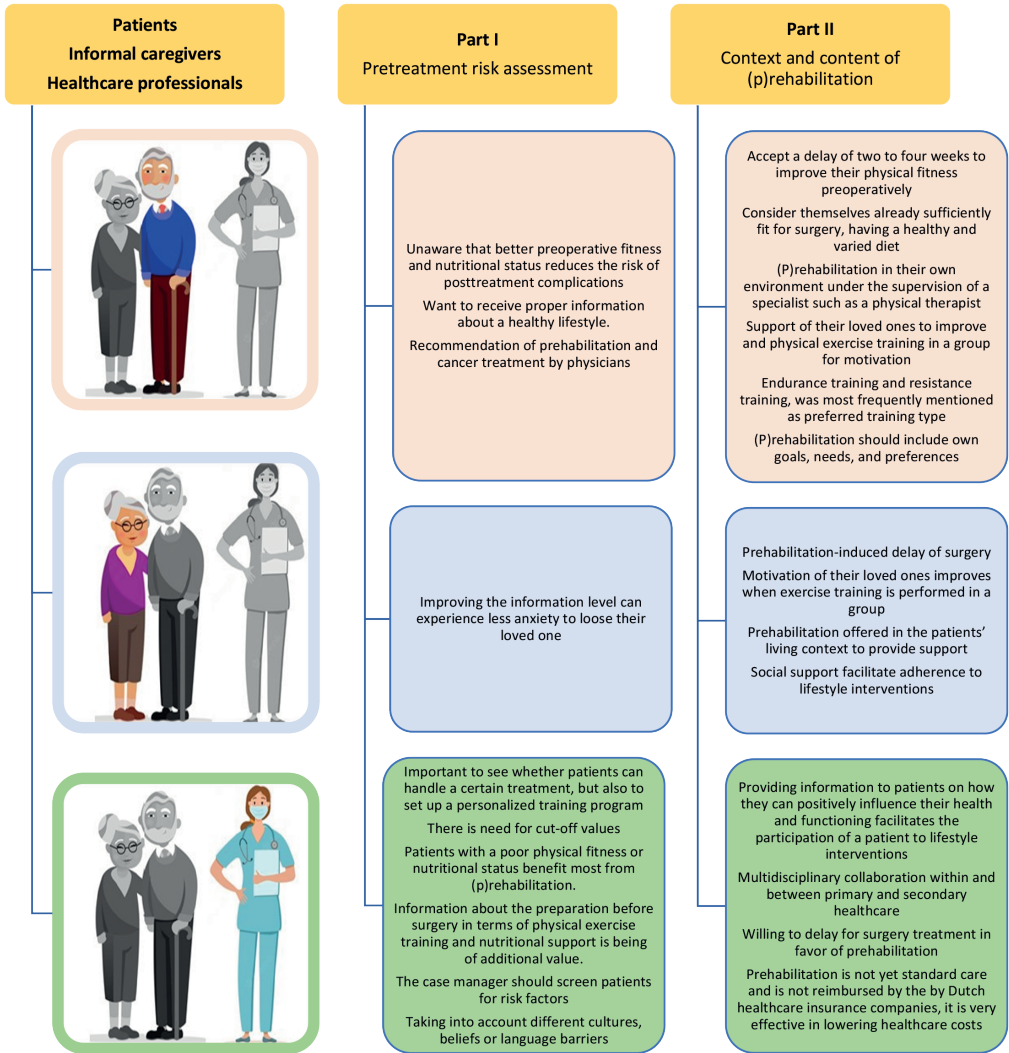 Patients
Informal caregivers
Healthcare professionals
Part I
Pretreatment risk assessment
Part II
Context and content of
(p)rehabilitation
Unaware that better preoperative fitness
and nutritional status reduces the risk of
posttreatment complications
Want to receive proper information
about a healthy lifestyle.
Recommendation of prehabilitation and
cancer treatment by physicians
Accept a delay of two to four weeks to
improve their physical fitness
preoperatively
Consider themselves already sufficiently
fit for surgery, having a healthy and
varied diet
(P)rehabilitation in their own
environment under the supervision of a
specialist such as a physical therapist
Support of their loved ones to improve
and physical exercise training in a group
for motivation
Endurance training and resistance
training, was most frequently mentioned
as preferred training type
(P)rehabilitation should include own
goals, needs, and preferences
Improving the information level can
experience less anxiety to loose their
loved one
Prehabilitation-induced delay of surgery
Motivation of their loved ones improves
when exercise training is performed in a
group
Prehabilitation offered in the patients’
living context to provide support
Social support facilitate adherence to
lifestyle interventions
Important to see whether patients can
handle a certain treatment, but also to
set up a personalized training program
There is need for cut-off values
Patients with a poor physical fitness or
nutritional status benefit most from
(p)rehabilitation.
Information about the preparation before
surgery in terms of physical exercise
training and nutritional support is being
of additional value.
The case manager should screen patients
for risk factors
Taking into account different cultures,
beliefs or language barriers
Providing information to patients on how
they can positively influence their health
and functioning facilitates the
participation of a patient to lifestyle
interventions
Multidisciplinary collaboration within and
between primary and secondary
healthcare
Willing to delay for surgery treatment in
favor of prehabilitation
Prehabilitation is not yet standard care
and is not reimbursed by the by Dutch
healthcare insurance companies, it is very
effective in lowering healthcare costs